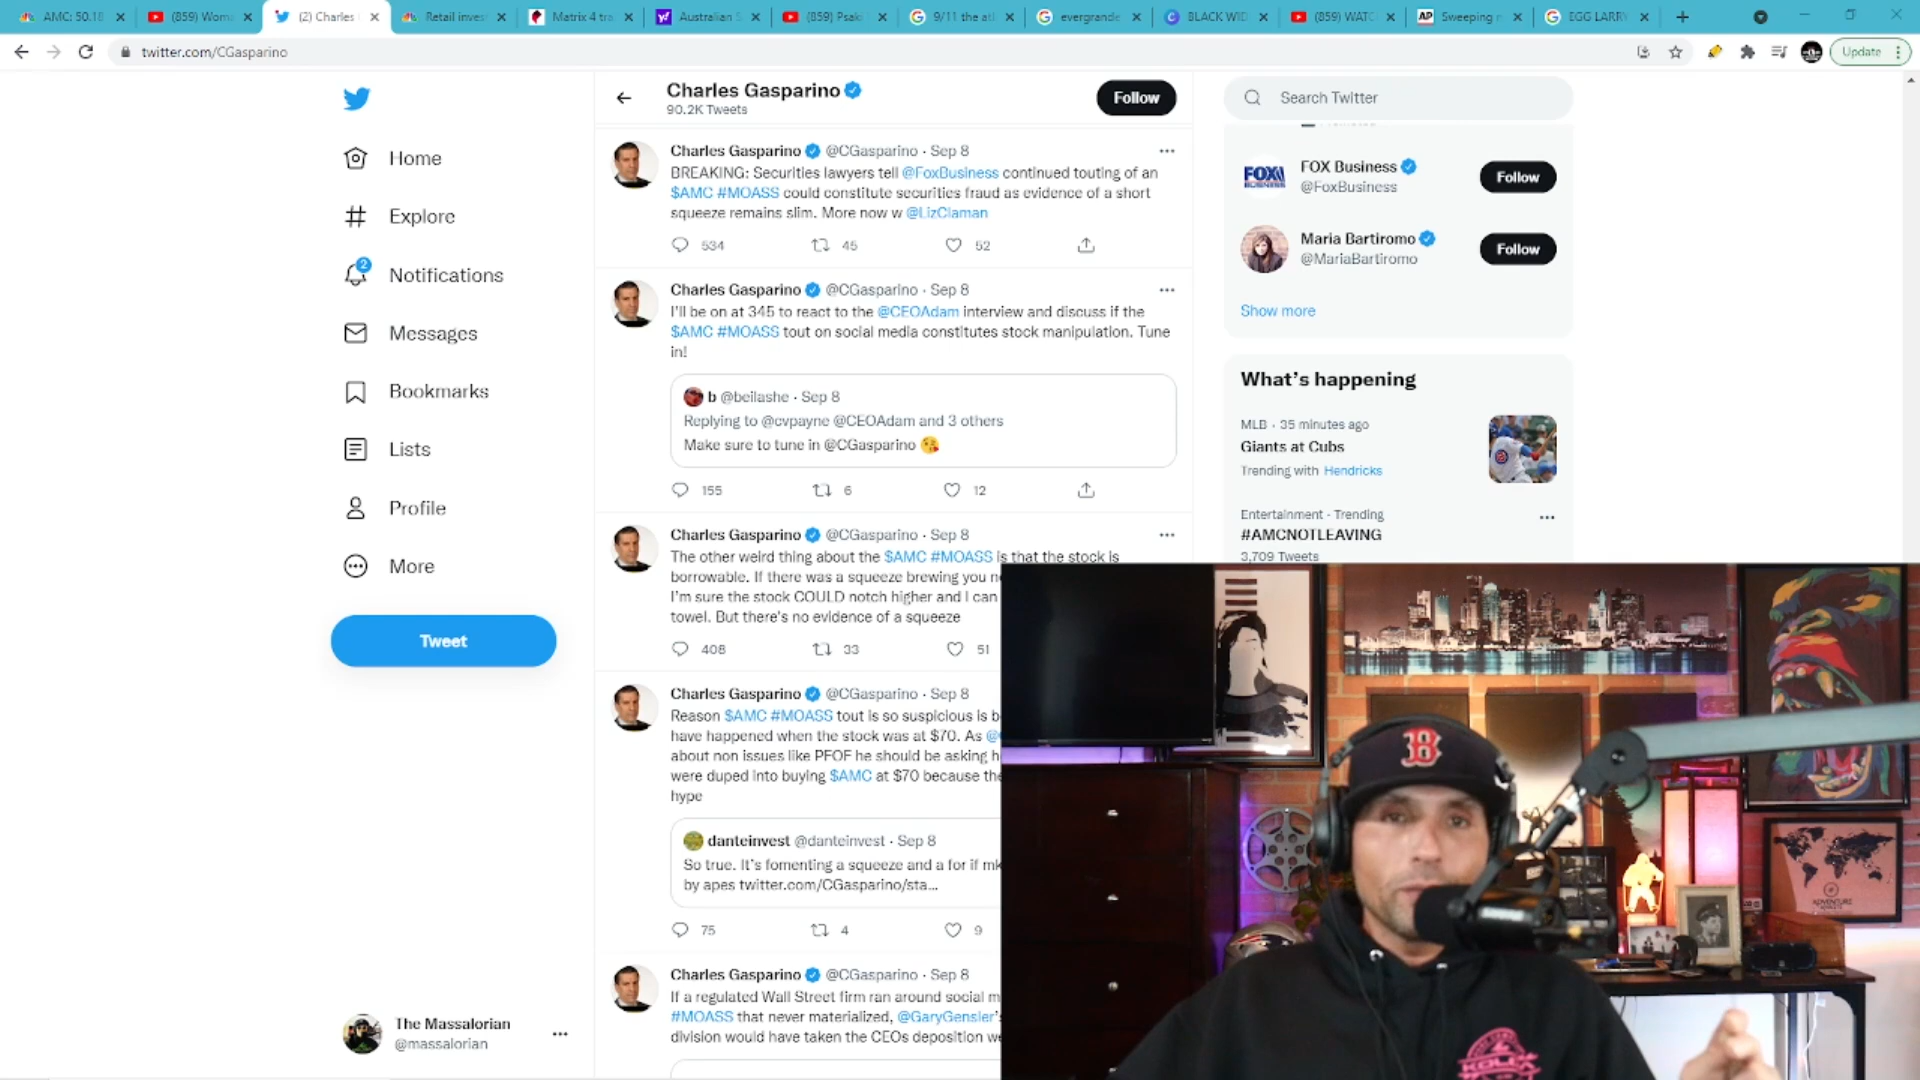 AMC: 50.18
(859) Woma
(2) Charles
Retail inves
Matrix 4 tra
Australian S
(859) Psaki
9/11 the at
evergrande
BLACK WID
(859) WATC
AP Sweeping r
EGG LARRY
twitter.com/CGasparino
Update
Home
Explore
2
Notifications
Messages
Bookmarks
Lists
Profile
More
Tweet
The Massalorian
@massalorian
Charles Gasparino
90.2K Tweets
Follow
Charles Gasparino @CGasparino · Sep 8
BREAKING: Securities lawyers tell @FoxBusiness continued touting of an
$AMC #MOASS could constitute securities fraud as evidence of a short
squeeze remains slim. More now w @LizClaman
534 45 52
Charles Gasparino @CGasparino · Sep 8
I'll be on at 345 to react to the @CEOAdam interview and discuss if the
$AMC #MOASS tout on social media constitutes stock manipulation. Tune
in!
b @beilashe · Sep 8
Replying to @cvpayne @CEOAdam and 3 others
Make sure to tune in @CGasparino
155 6 12
Charles Gasparino @CGasparino · Sep 8
The other weird thing about the $AMC #MOASS is that the stock is
borrowable. If there was a squeeze brewing you n
I'm sure the stock COULD notch higher and I can
towel. But there's no evidence of a squeeze
408 33 51
Charles Gasparino @CGasparino · Sep 8
Reason $AMC #MOASS tout is so suspicious is b
have happened when the stock was at $70. As @
about non issues like PFOF he should be asking h
were duped into buying $AMC at $70 because the
hype
danteinvest @danteinvest · Sep 8
So true. It's fomenting a squeeze and a for if mk
by apes twitter.com/CGasparino/sta...
75 4 9
Charles Gasparino @CGasparino · Sep 8
If a regulated Wall Street firm ran around social m
#MOASS that never materialized, @GaryGensler's
division would have taken the CEOs deposition we
Search Twitter
FOX Business
@FoxBusiness
Follow
Maria Bartiromo
@MariaBartiromo
Follow
Show more
What's happening
MLB · 35 minutes ago
Giants at Cubs
Trending with Hendricks
Entertainment · Trending
#AMCNOTLEAVING
3,709 Tweets
B
ADVENTURE